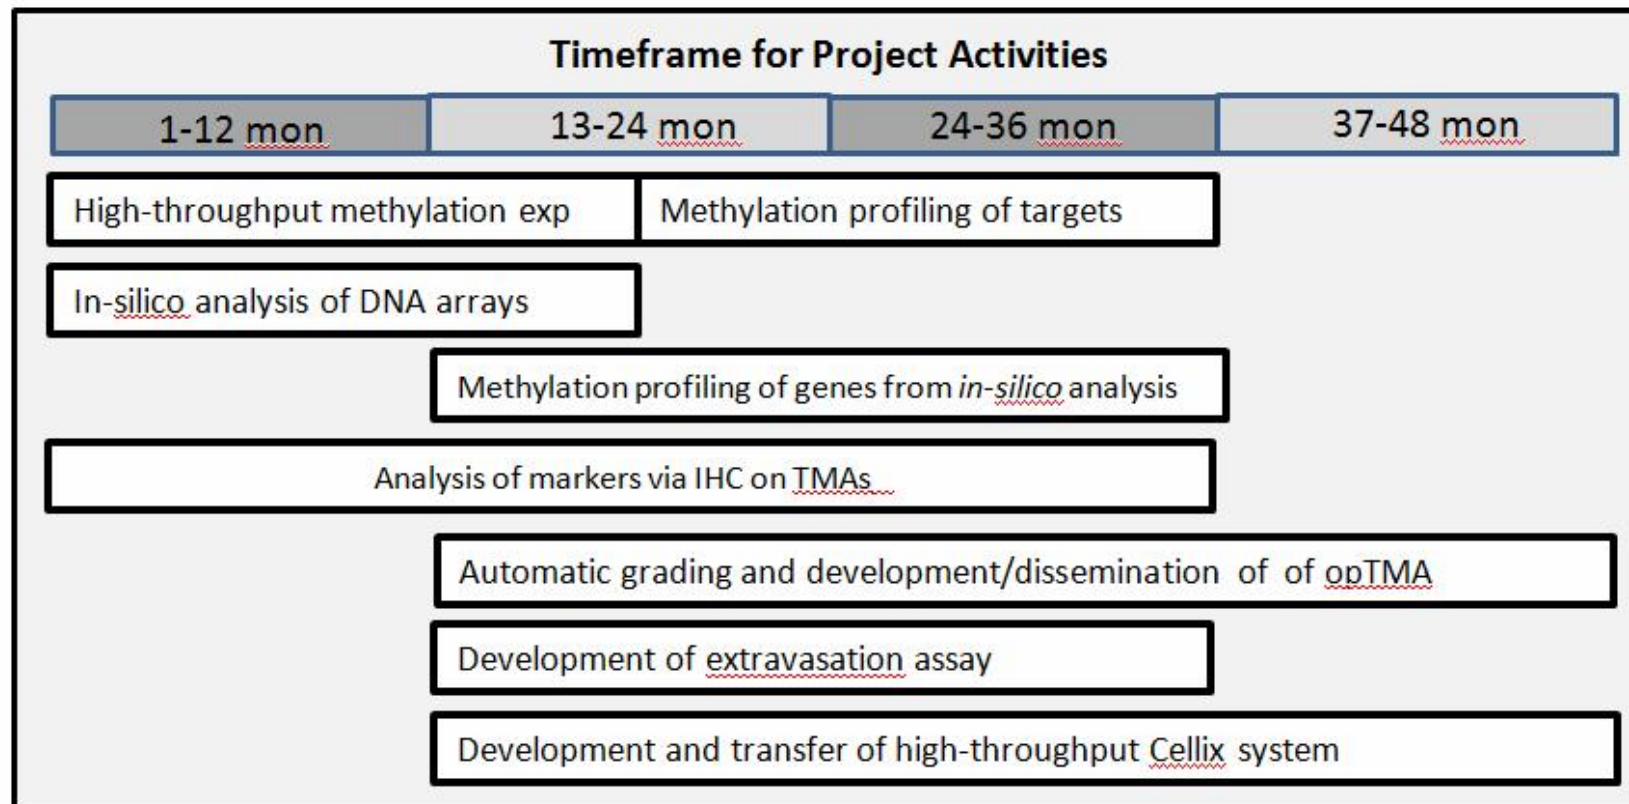 Timeframe for Project Activities
1-12 mon 13-24 mon 24-36 mon 37-48 mon
High-throughput methylation exp Methylation profiling of targets
In-silico analysis of DNA arrays
Methylation profiling of genes from in-silico analysis
Analysis of markers via IHC on TMAs
Automatic grading and development/dissemination of of opTMA
Development of extravasation assay
Development and transfer of high-throughput Cellix system